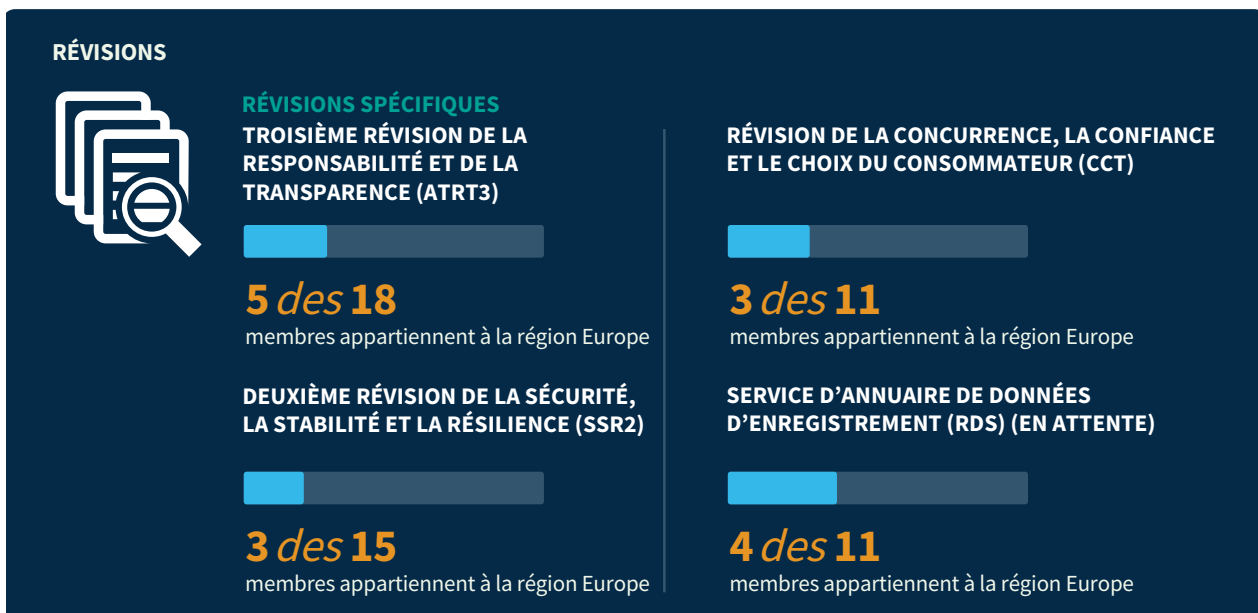 RÉVISIONS
RÉVISIONS SPÉCIFIQUES
TROISIÈME RÉVISION DE LA
RESPONSABILITÉ ET DE LA
TRANSPARENCE (ATRT3)
5 des 18
membres appartiennent à la région Europe
DEUXIÈME RÉVISION DE LA SÉCURITÉ,
LA STABILITÉ ET LA RÉSILIENCE (SSR2)
3 des 15
membres appartiennent à la région Europe
RÉVISION DE LA CONCURRENCE, LA CONFIANCE
ET LE CHOIX DU CONSOMMATEUR (CCT)
3 des 11
membres appartiennent à la région Europe
SERVICE D’ANNUAIRE DE DONNÉES
D’ENREGISTREMENT (RDS) (EN ATTENTE)
4 des 11
membres appartiennent à la région Europe